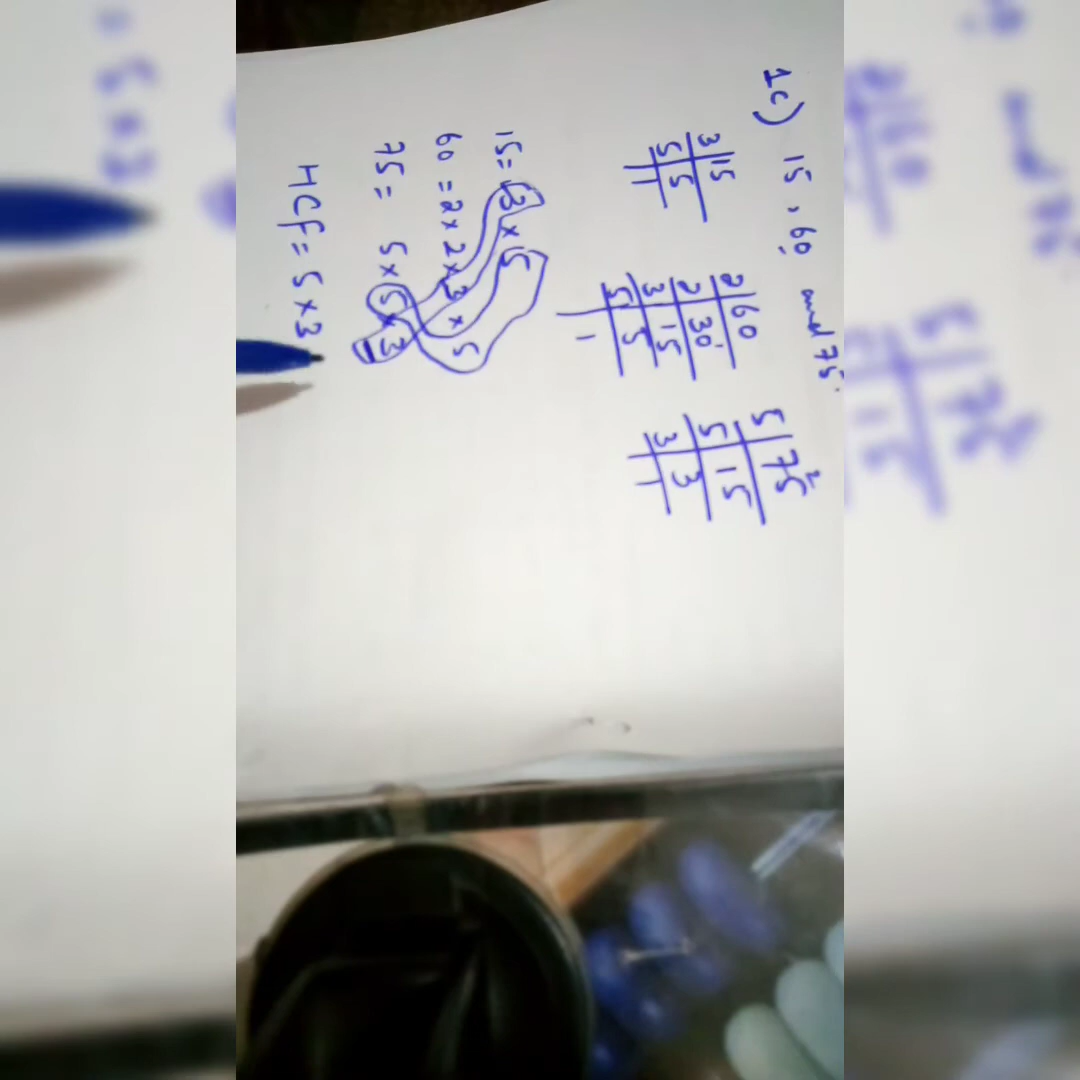 1c) 15, 60 and 75
3|15 2|60 5|75
5|5 2|30 5|15
1 3|15 3|3
5|5 1
1
15 = 3 × 5
60 = 2 × 2 × 3 × 5
75 = 5 × 5 × 3
HCF = 5 × 3